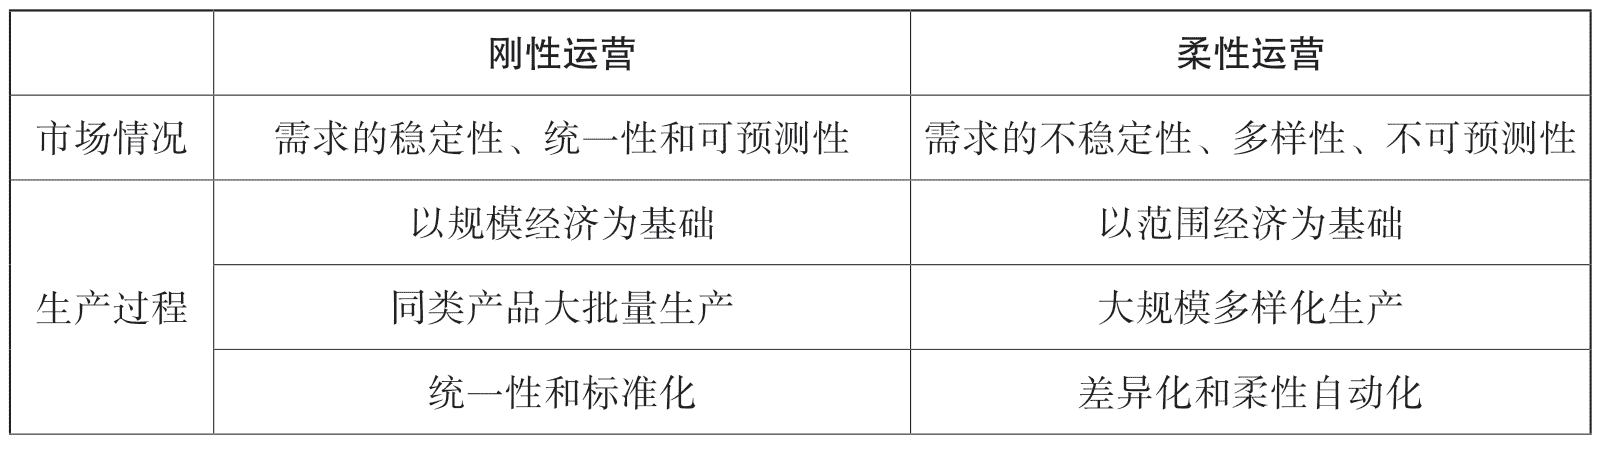 刚性运营 柔性运营
市场情况 需求的稳定性、统一性和可预测性 需求的不稳定性、多样性、不可预测性
以规模经济为基础 以范围经济为基础
生产过程 同类产品大批量生产 大规模多样化生产
统一性和标准化 差异化和柔性自动化